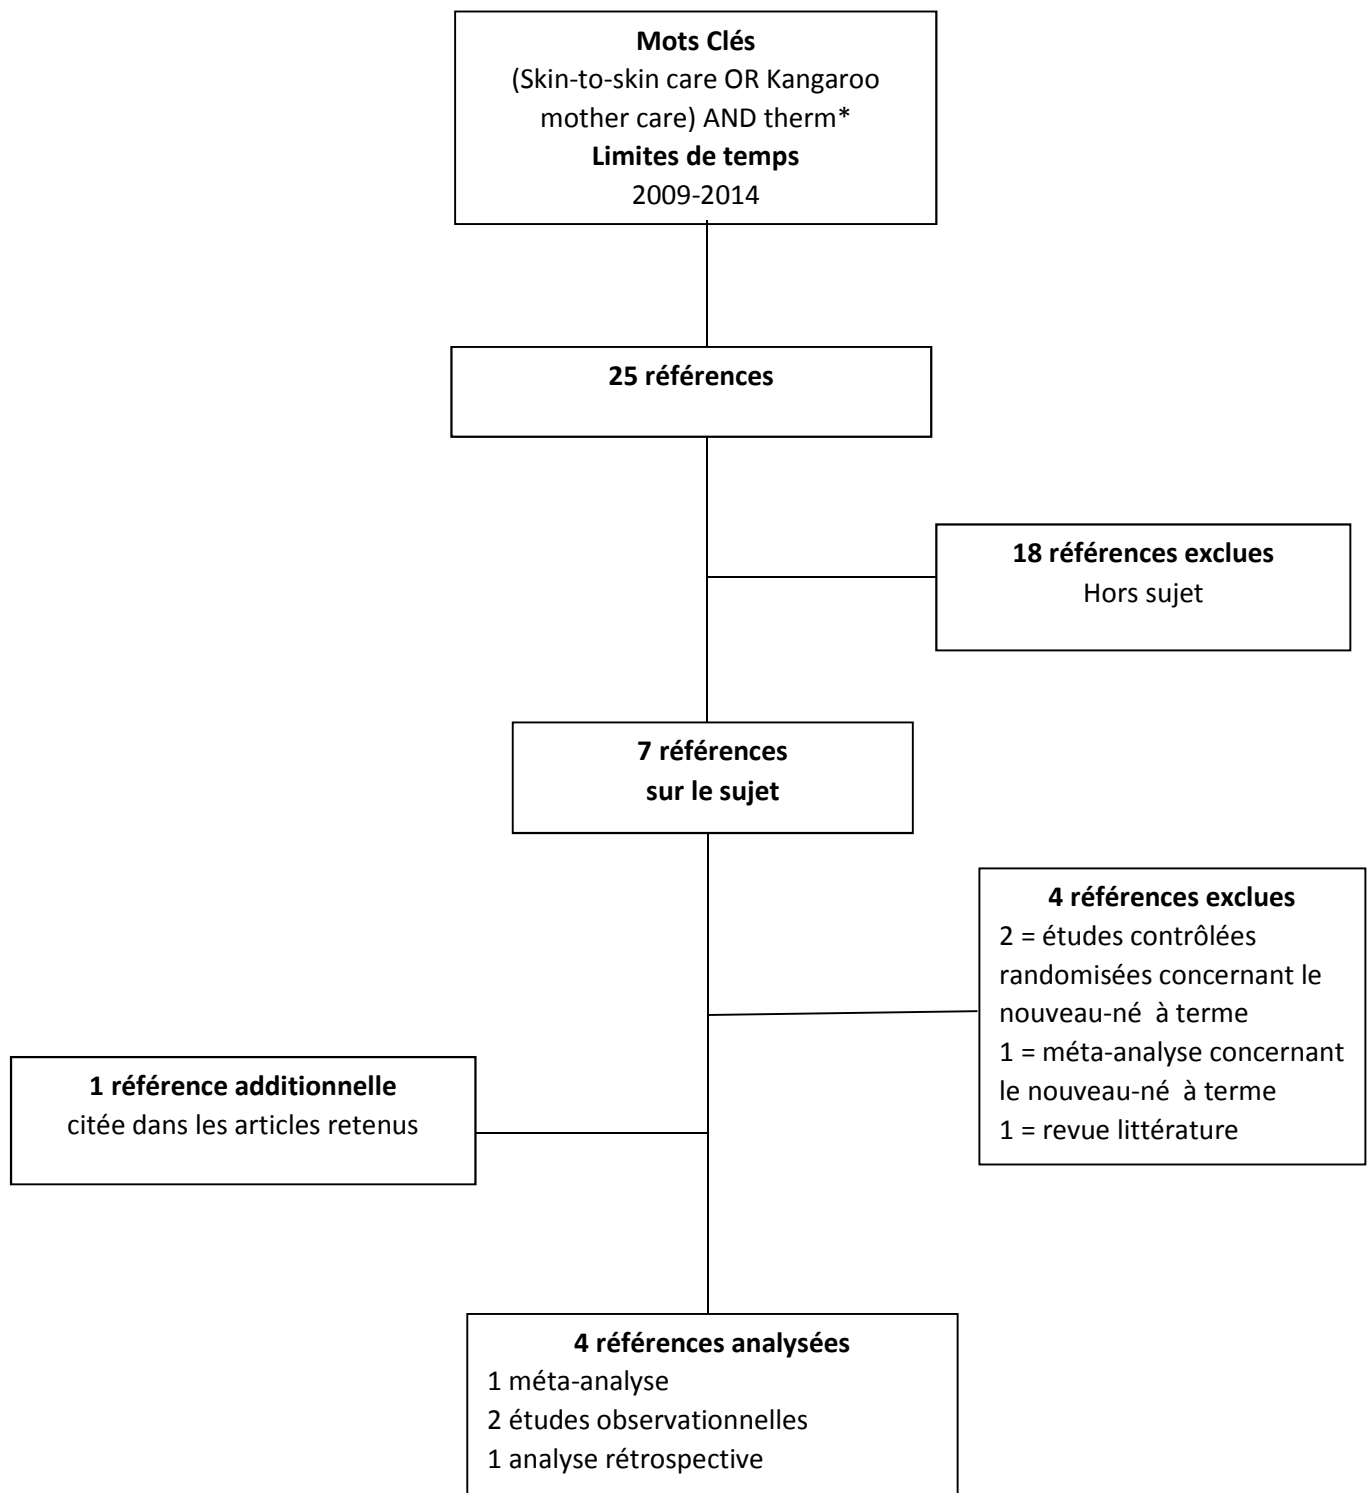 Mots Clés
(Skin-to-skin care OR Kangaroo
mother care) AND therm*
Limites de temps
2009-2014
25 références
18 références exclues
Hors sujet
7 références
sur le sujet
4 références exclues
2 = études contrôlées
randomisées concernant le
nouveau-né à terme
1 = méta-analyse concernant
le nouveau-né à terme
1 = revue littérature
1 référence additionnelle
citée dans les articles retenus
4 références analysées
1 méta-analyse
2 études observationnelles
1 analyse rétrospective